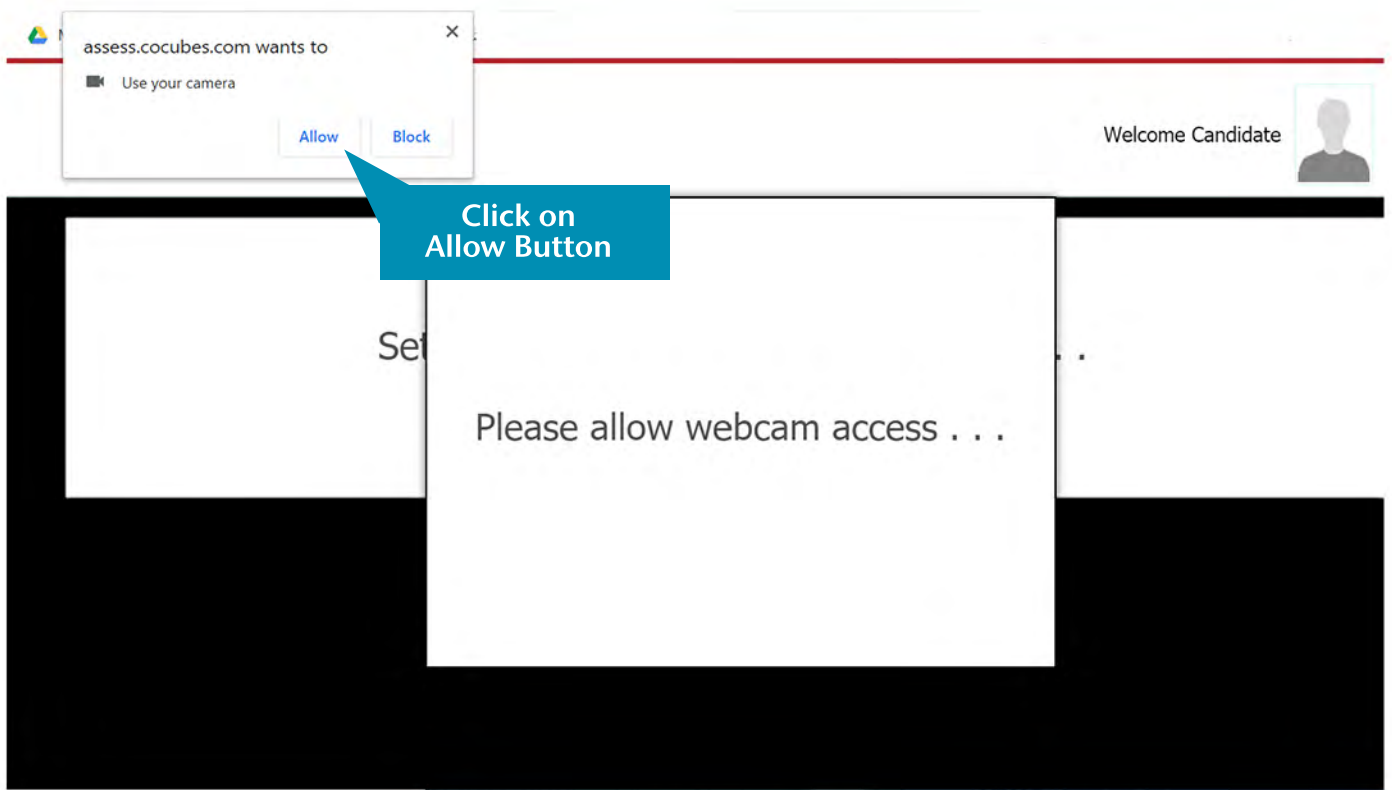 assess.cocubes.com wants to
Use your camera
Allow
Block
Welcome Candidate
Click on
Allow Button
Please allow webcam access . . .